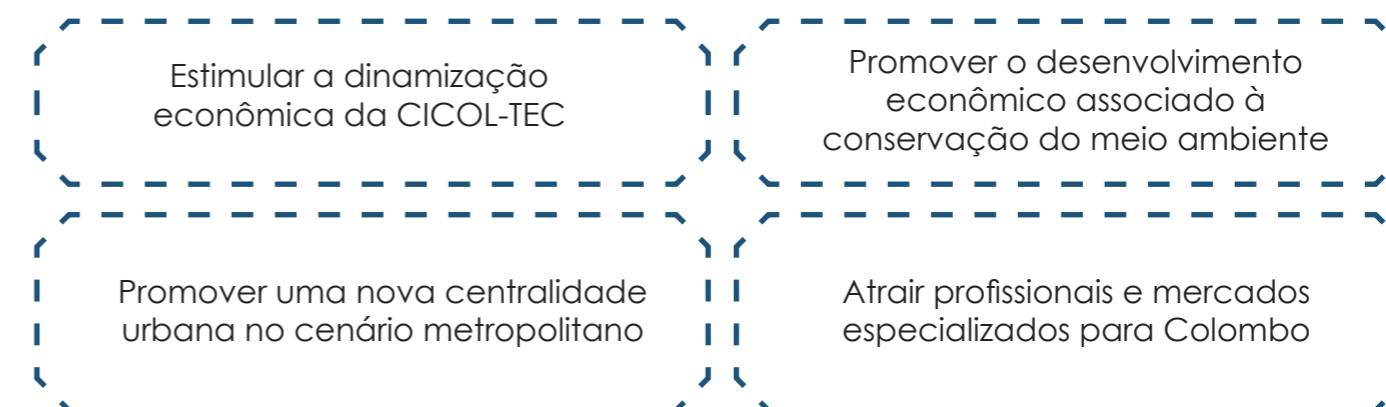 Estimular a dinamização
econômica da CICOL-TEC
Promover o desenvolvimento
econômico associado à
conservação do meio ambiente
Promover uma nova centralidade
urbana no cenário metropolitano
Atrair profissionais e mercados
especializados para Colombo